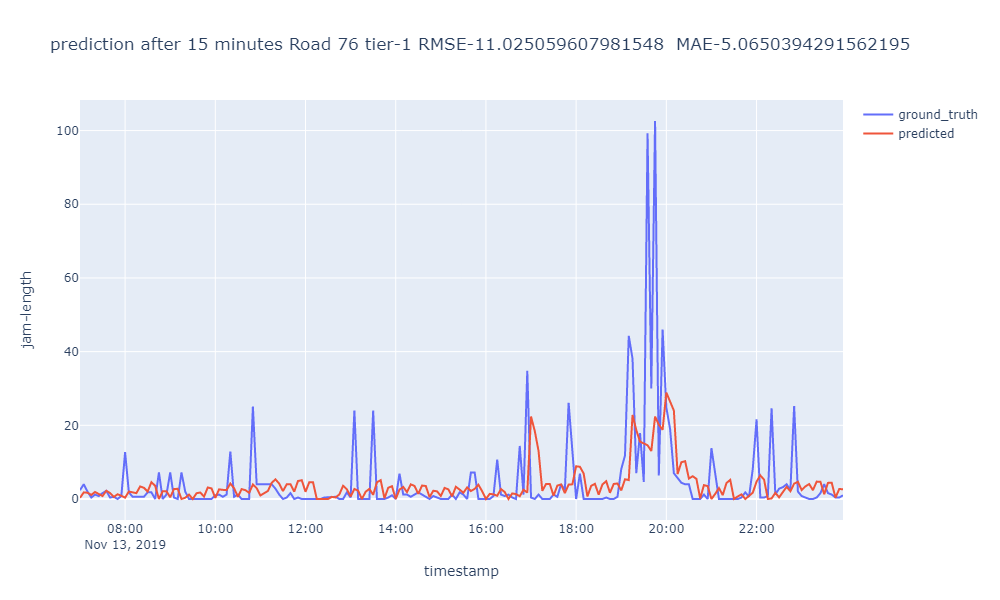 prediction after 15 minutes Road 76 tier-1 RMSE-11.025059607981548  MAE-5.0650394291562195
ground_truth
predicted
100
80
60
40
20
0
jam-length
08:00 10:00 12:00 14:00 16:00 18:00 20:00 22:00
Nov 13, 2019
timestamp